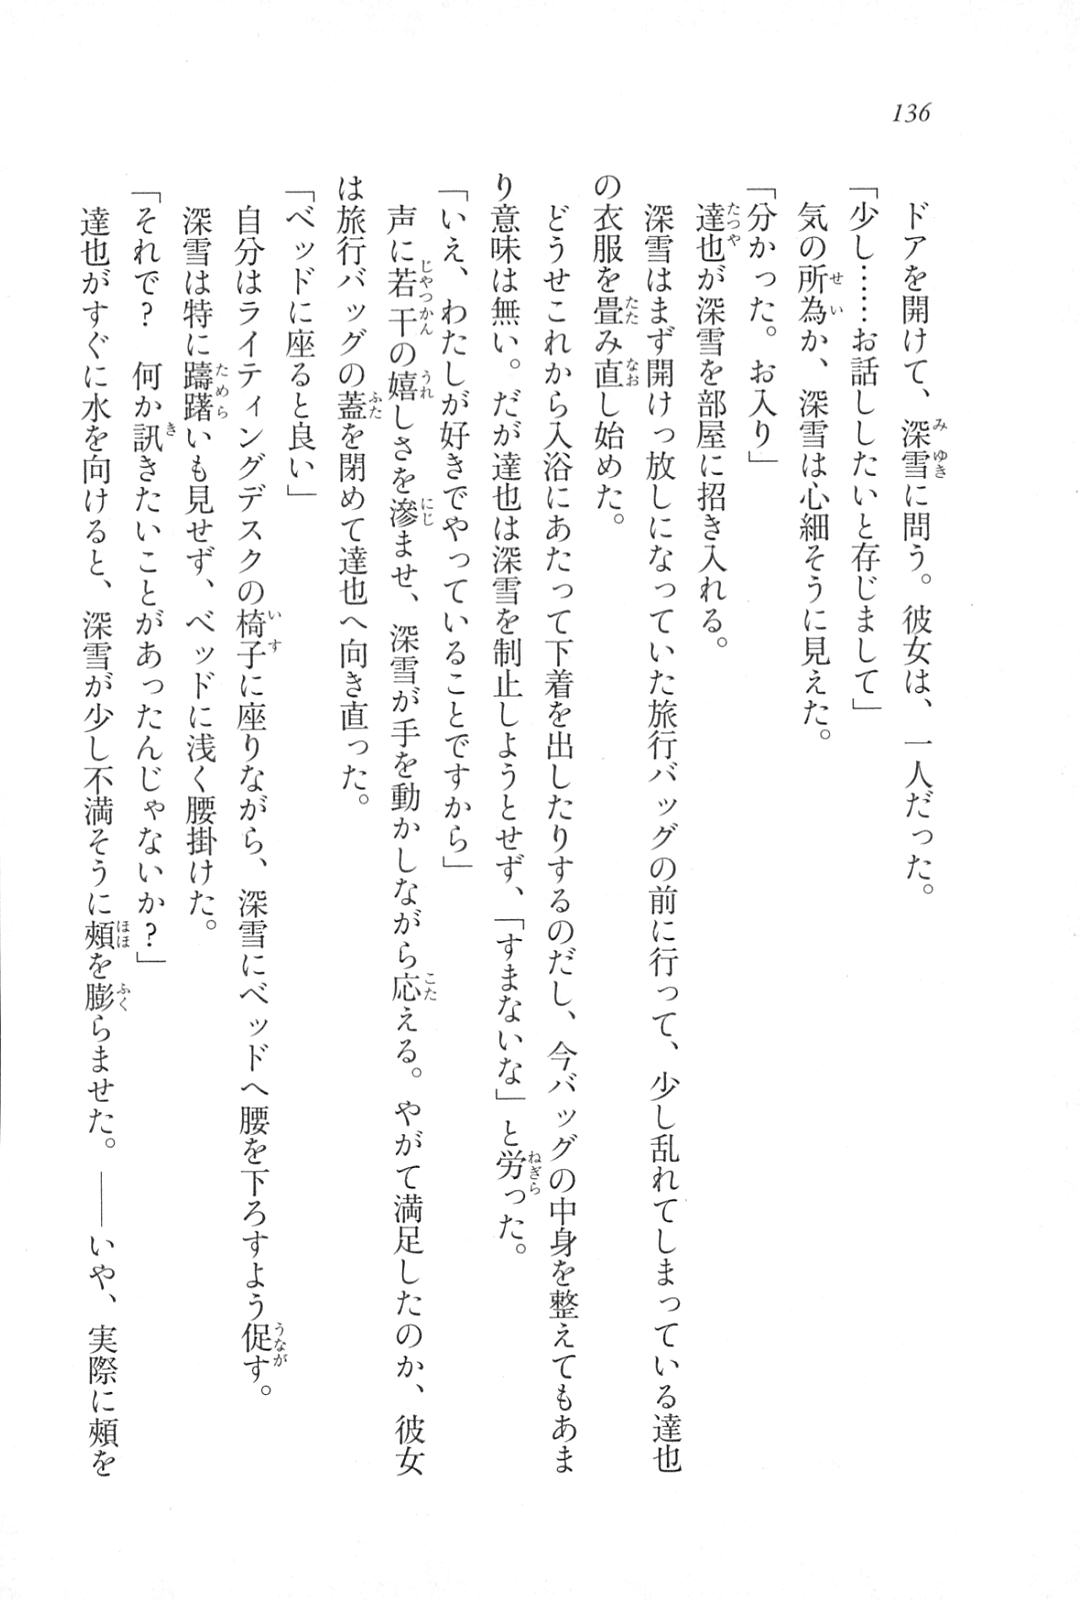 136
ドアを開けて、深雪に問う。彼女は、一人だった。
「少し……お話ししたいと存じまして」
気の所為か、深雪は心細そうに見えた。
「分かった。お入り」
達也が深雪を部屋に招き入れる。
深雪はまず開けっ放しになっていた旅行バッグの前に行って、少し乱れてしまっている達也
の衣服を畳み直し始めた。
どうせこれから入浴にあたって下着を出したりするのだし、今バッグの中身を整えてもあま
り意味は無い。だが達也は深雪を制止しようとせず、「すまないな」と労った。
「いえ、わたしが好きでやっていることですから」
声に若干の嬉しさを滲ませ、深雪が手を動かしながら応える。やがて満足したのか、彼女
は旅行バッグの蓋を閉めて達也へ向き直った。
「ベッドに座ると良い」
自分はライティングデスクの椅子に座りながら、深雪にベッドへ腰を下ろすよう促す。
深雪は特に躊躇いも見せず、ベッドに浅く腰掛けた。
「それで？　何か訊きたいことがあったんじゃないか？」
達也がすぐに水を向けると、深雪が少し不満そうに頰を膨らませた。――いや、実際に頰を